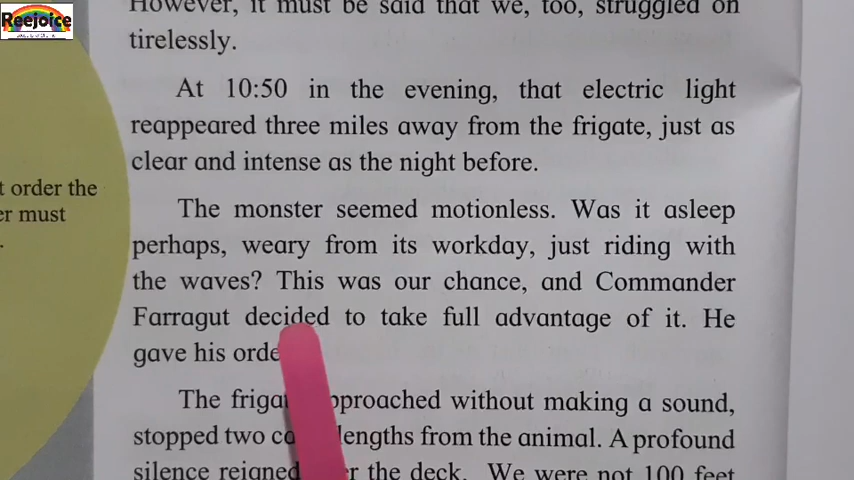 Reejoice
However, it must be said that we, too, struggled on
tirelessly.
At 10:50 in the evening, that electric light
reappeared three miles away from the frigate, just as
clear and intense as the night before.
t order the
er must
.
The monster seemed motionless. Was it asleep
perhaps, weary from its workday, just riding with
the waves? This was our chance, and Commander
Farragut decided to take full advantage of it. He
gave his orde
The friga pproached without making a sound,
stopped two ca lengths from the animal. A profound
silence reigned er the deck. We were not 100 feet